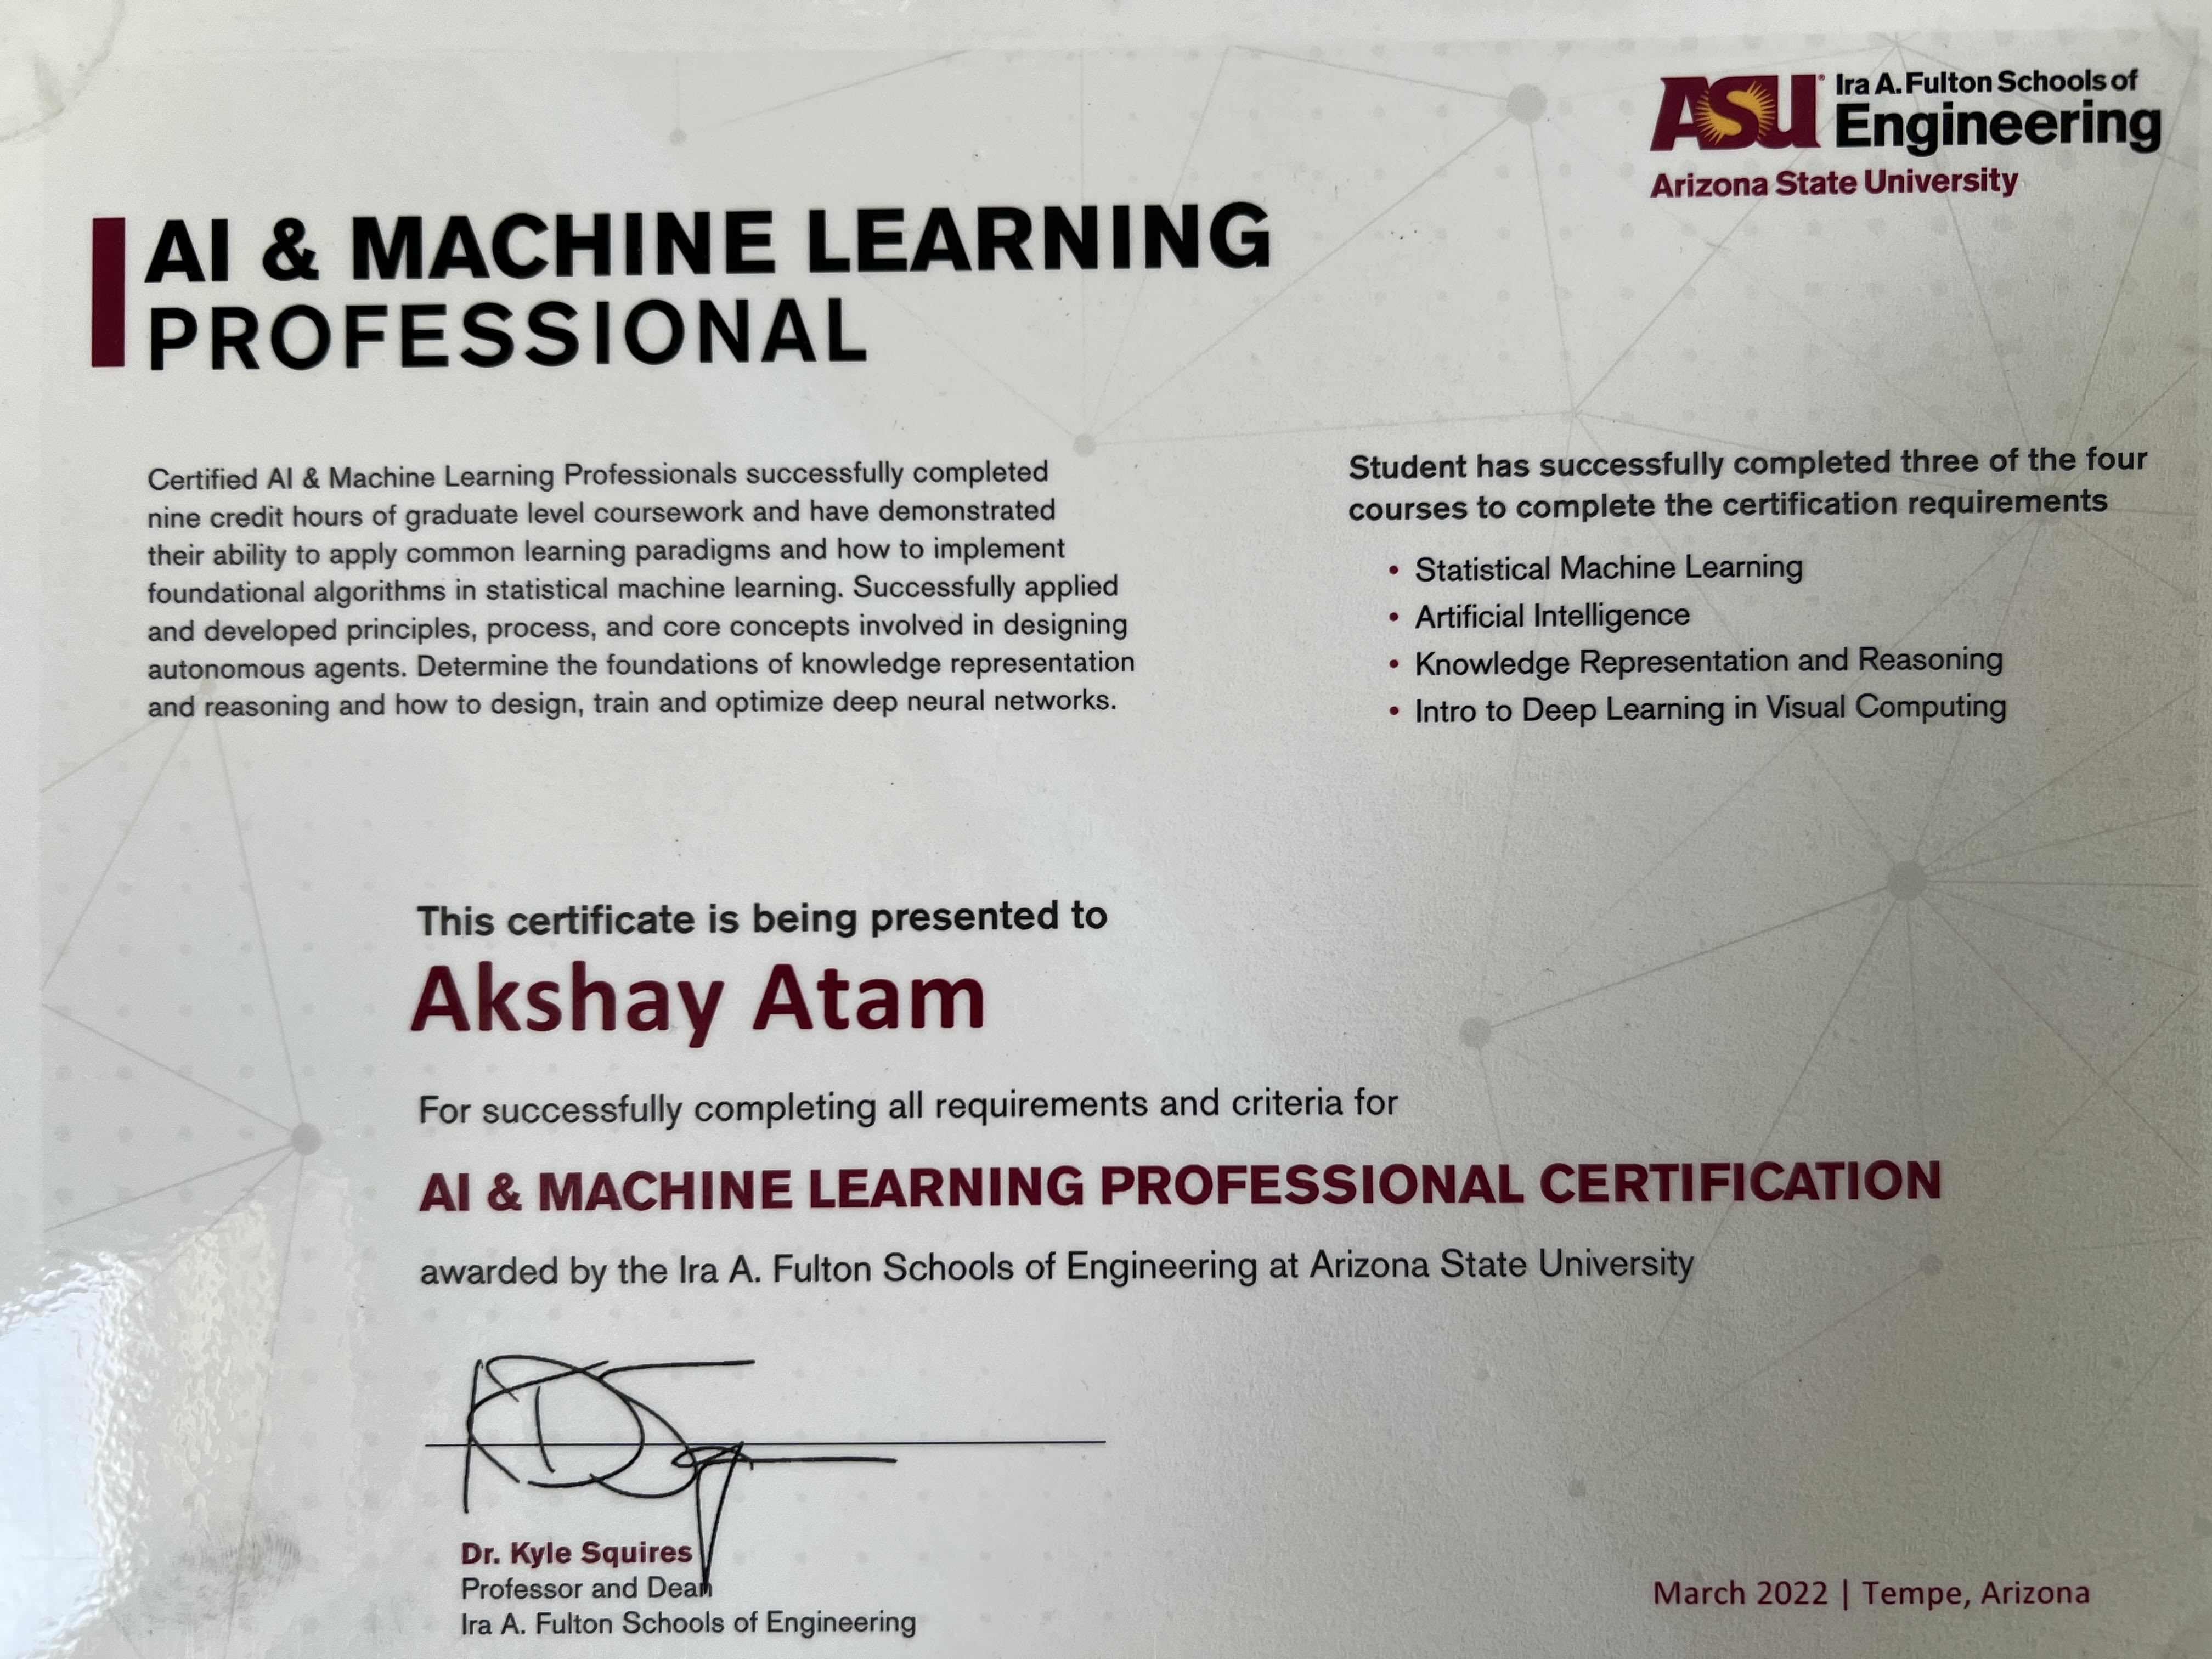 ASU Ira A. Fulton Schools of
Engineering
Arizona State University
AI & MACHINE LEARNING
PROFESSIONAL
Certified AI & Machine Learning Professionals successfully completed
nine credit hours of graduate level coursework and have demonstrated
their ability to apply common learning paradigms and how to implement
foundational algorithms in statistical machine learning. Successfully applied
and developed principles, process, and core concepts involved in designing
autonomous agents. Determine the foundations of knowledge representation
and reasoning and how to design, train and optimize deep neural networks.
Student has successfully completed three of the four
courses to complete the certification requirements
• Statistical Machine Learning
• Artificial Intelligence
• Knowledge Representation and Reasoning
• Intro to Deep Learning in Visual Computing
This certificate is being presented to
Akshay Atam
For successfully completing all requirements and criteria for
AI & MACHINE LEARNING PROFESSIONAL CERTIFICATION
awarded by the Ira A. Fulton Schools of Engineering at Arizona State University
Dr. Kyle Squires
Professor and Dean
Ira A. Fulton Schools of Engineering
March 2022 | Tempe, Arizona